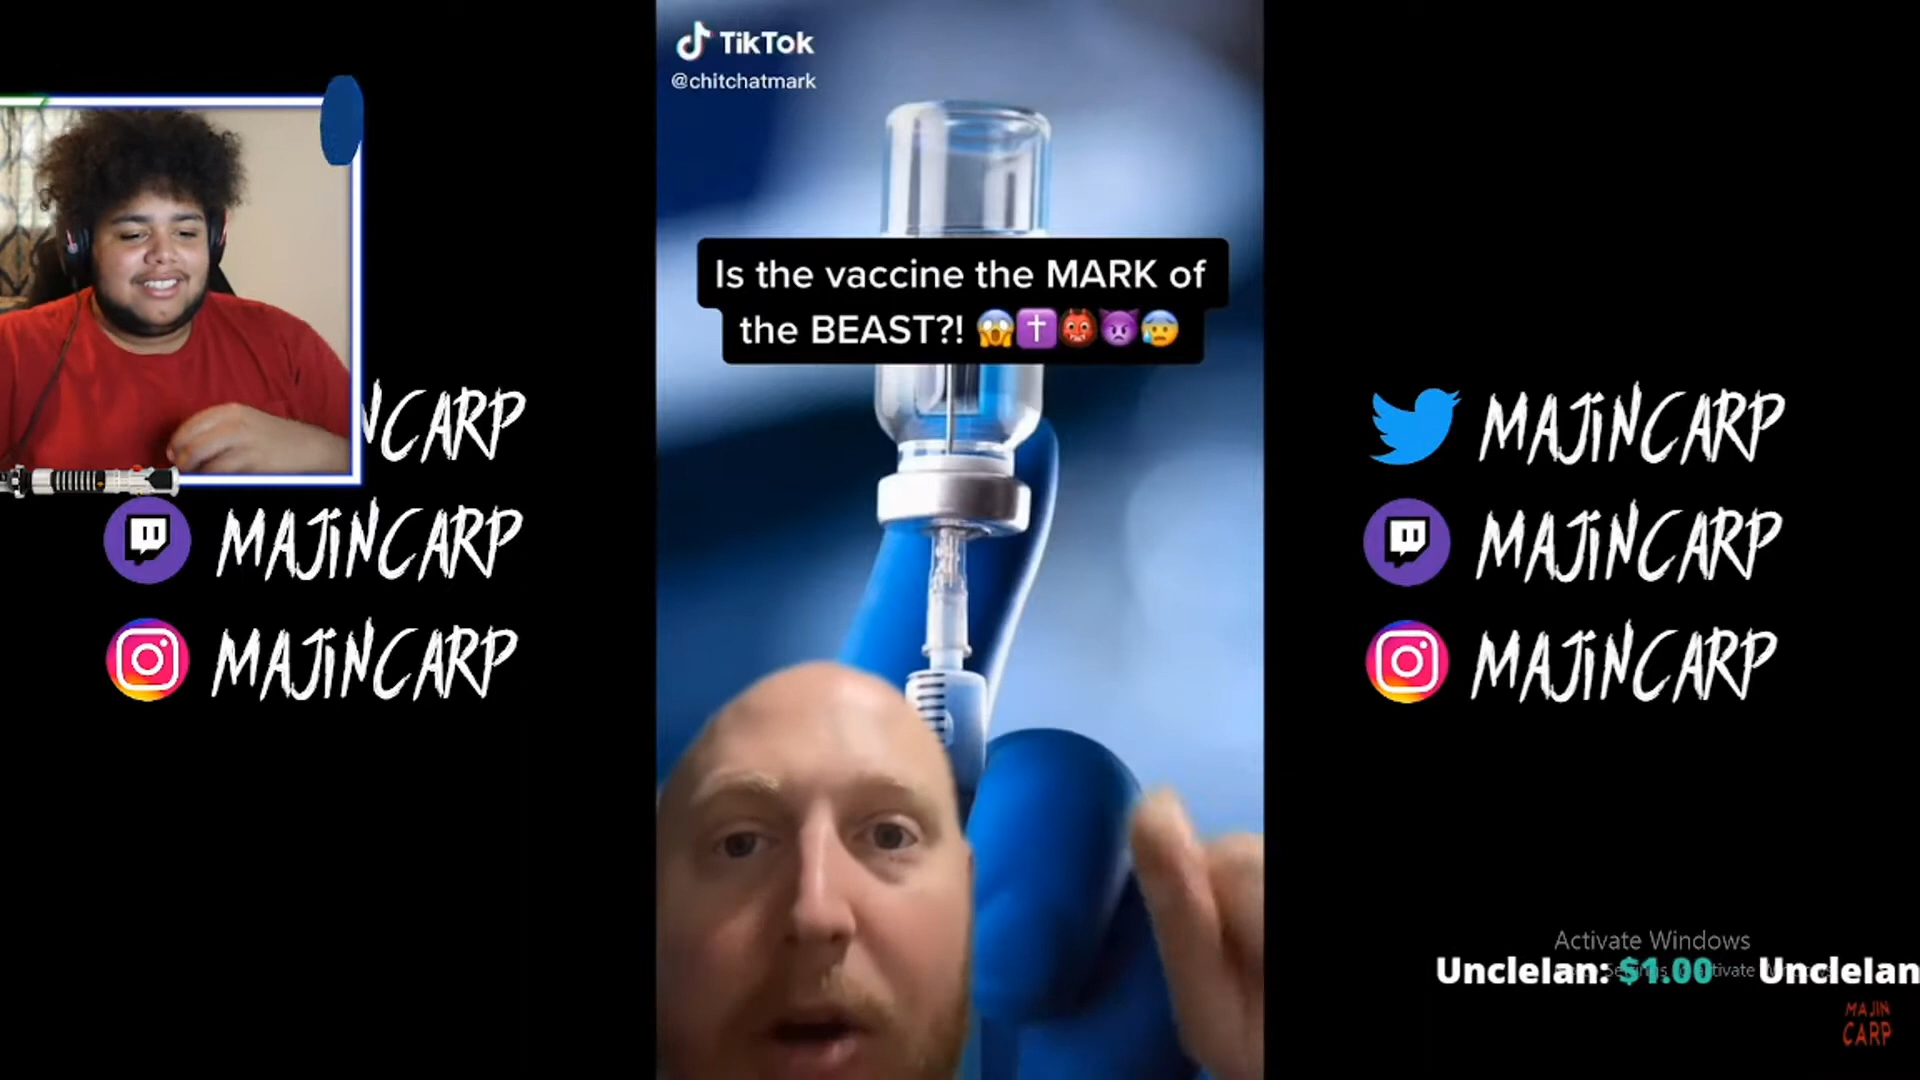 TikTok
@chitchatmark
Is the vaccine the MARK of
the BEAST?! 😱✝️👹👿😰
NCARP
MAJINCARP
MAJINCARP
MAJINCARP
MAJINCARP
MAJINCARP
Activate Windows
Unclelan: $1.00 Unclelan
MAJIN
CARP